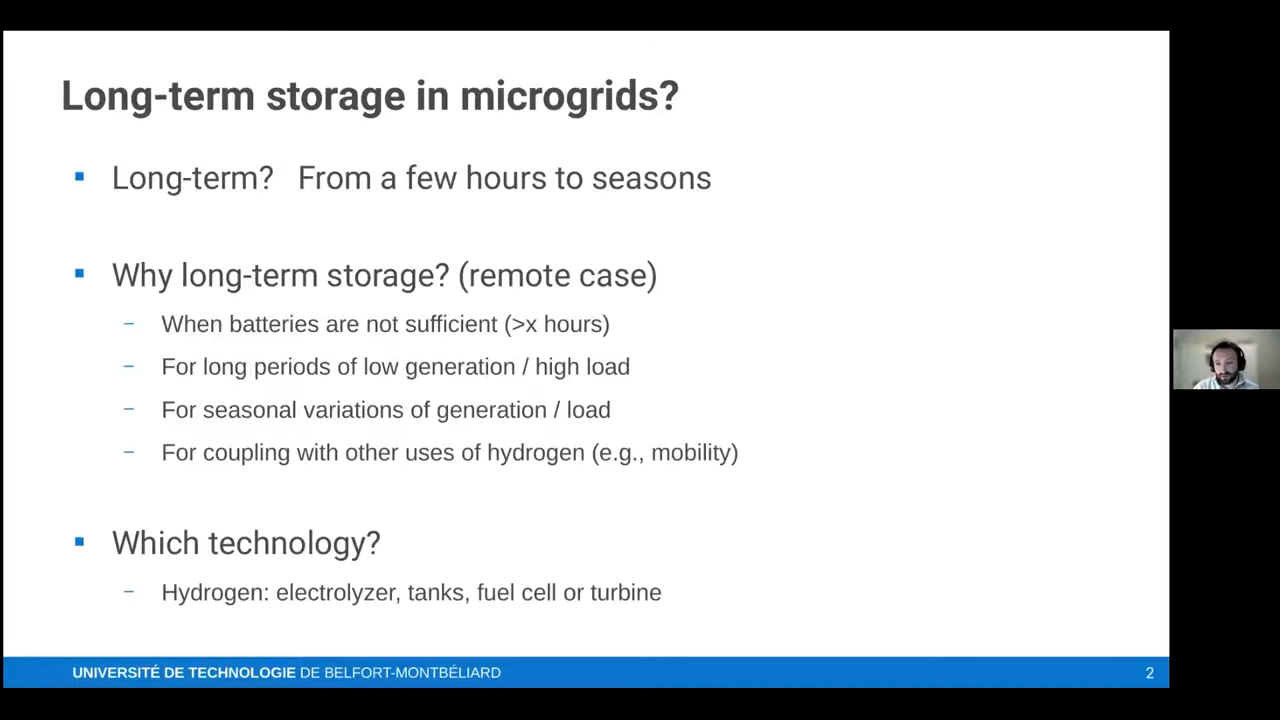 Long-term storage in microgrids?
Long-term? From a few hours to seasons
Why long-term storage? (remote case)
When batteries are not sufficient (>x hours)
For long periods of low generation / high load
For seasonal variations of generation / load
For coupling with other uses of hydrogen (e.g., mobility)
Which technology?
Hydrogen: electrolyzer, tanks, fuel cell or turbine
UNIVERSITÉ DE TECHNOLOGIE DE BELFORT-MONTBÉLIARD 2